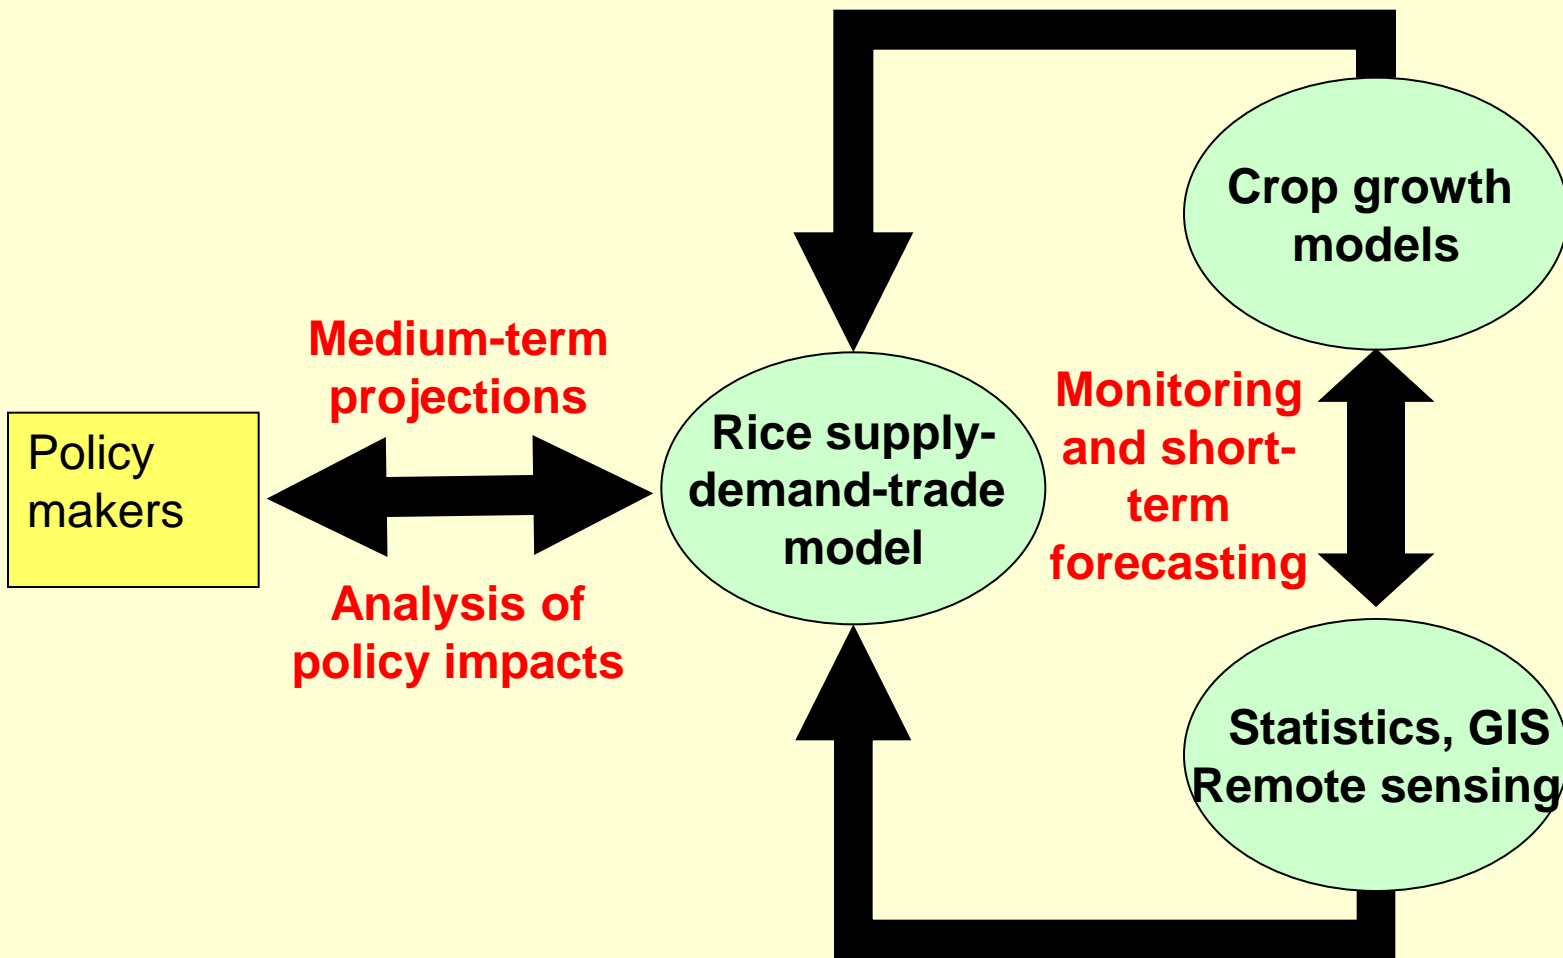 Crop growth
models
Medium-term
projections
Policy
makers
Rice supply-
demand-trade
model
Monitoring
and short-
term
forecasting
Analysis of
policy impacts
Statistics, GIS
Remote sensing